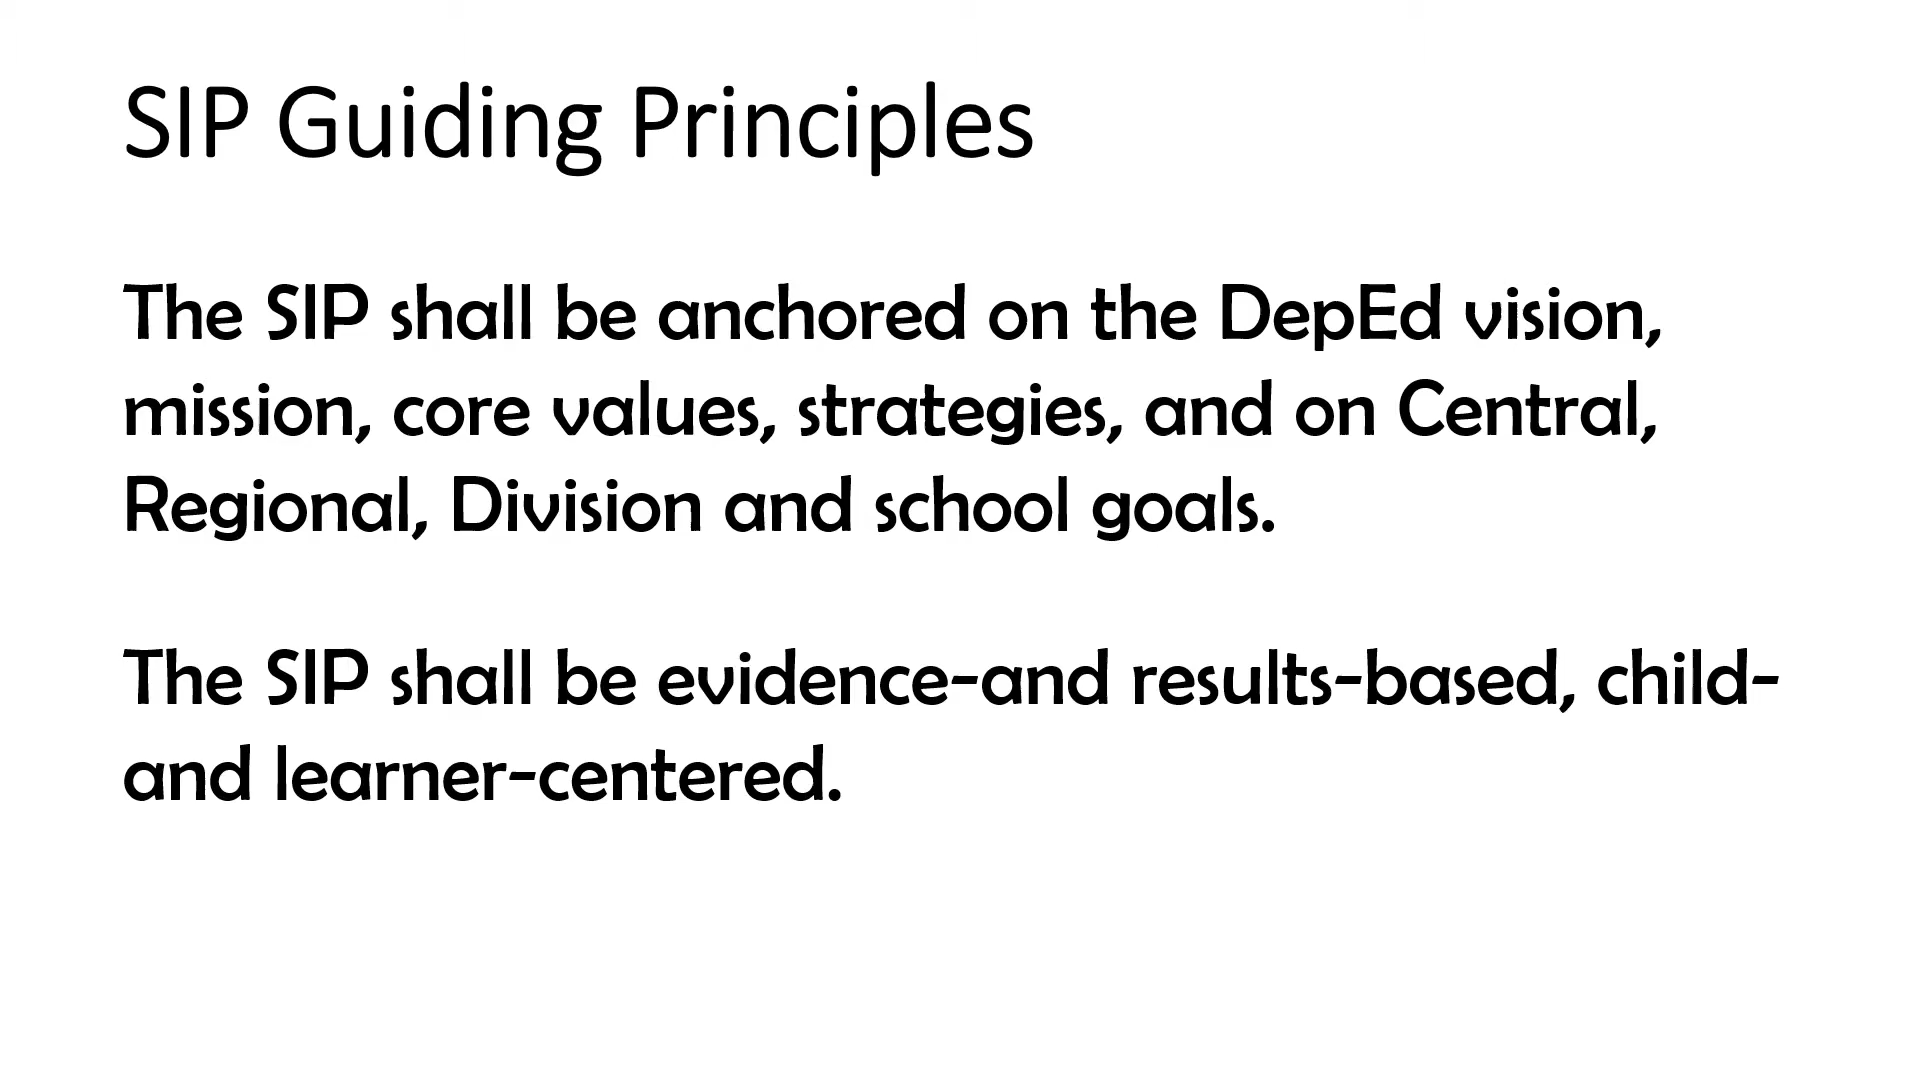 SIP Guiding Principles
The SIP shall be anchored on the DepEd vision,
mission, core values, strategies, and on Central,
Regional, Division and school goals.
The SIP shall be evidence-and results-based, child-
and learner-centered.